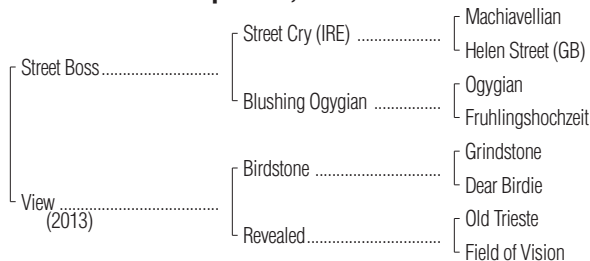 Machiavellian
Street Cry (IRE) ..................
Helen Street (GB)
Street Boss .........................
Ogygian
Blushing Ogygian ................
Fruhlingshochzeit
Grindstone
Birdstone ...........................
Dear Birdie
View ...................................
(2013)
Old Trieste
Revealed .............................
Field of Vision